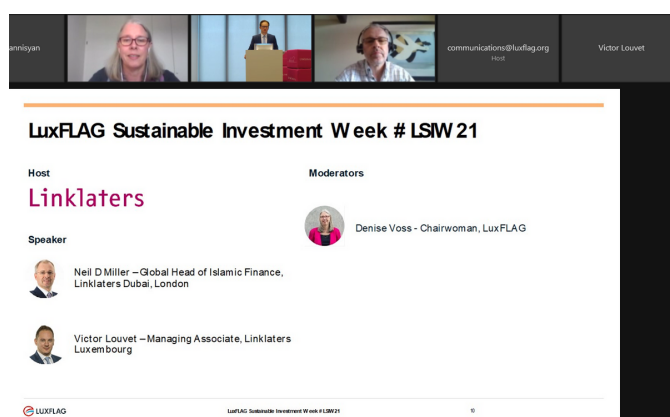 annisyan
communications@luxflag.org
Host
Victor Louvet
LuxFLAG Sustainable Investment Week # LSIW 21
Host
Linklaters
Speaker
Neil D Miller – Global Head of Islamic Finance,
Linklaters Dubai, London
Victor Louvet – Managing Associate, Linklaters
Luxembourg
Moderators
Denise Voss - Chairwoman, LuxFLAG
LUXFLAG
LuxFLAG Sustainable Investment Week # LSIW 21
10